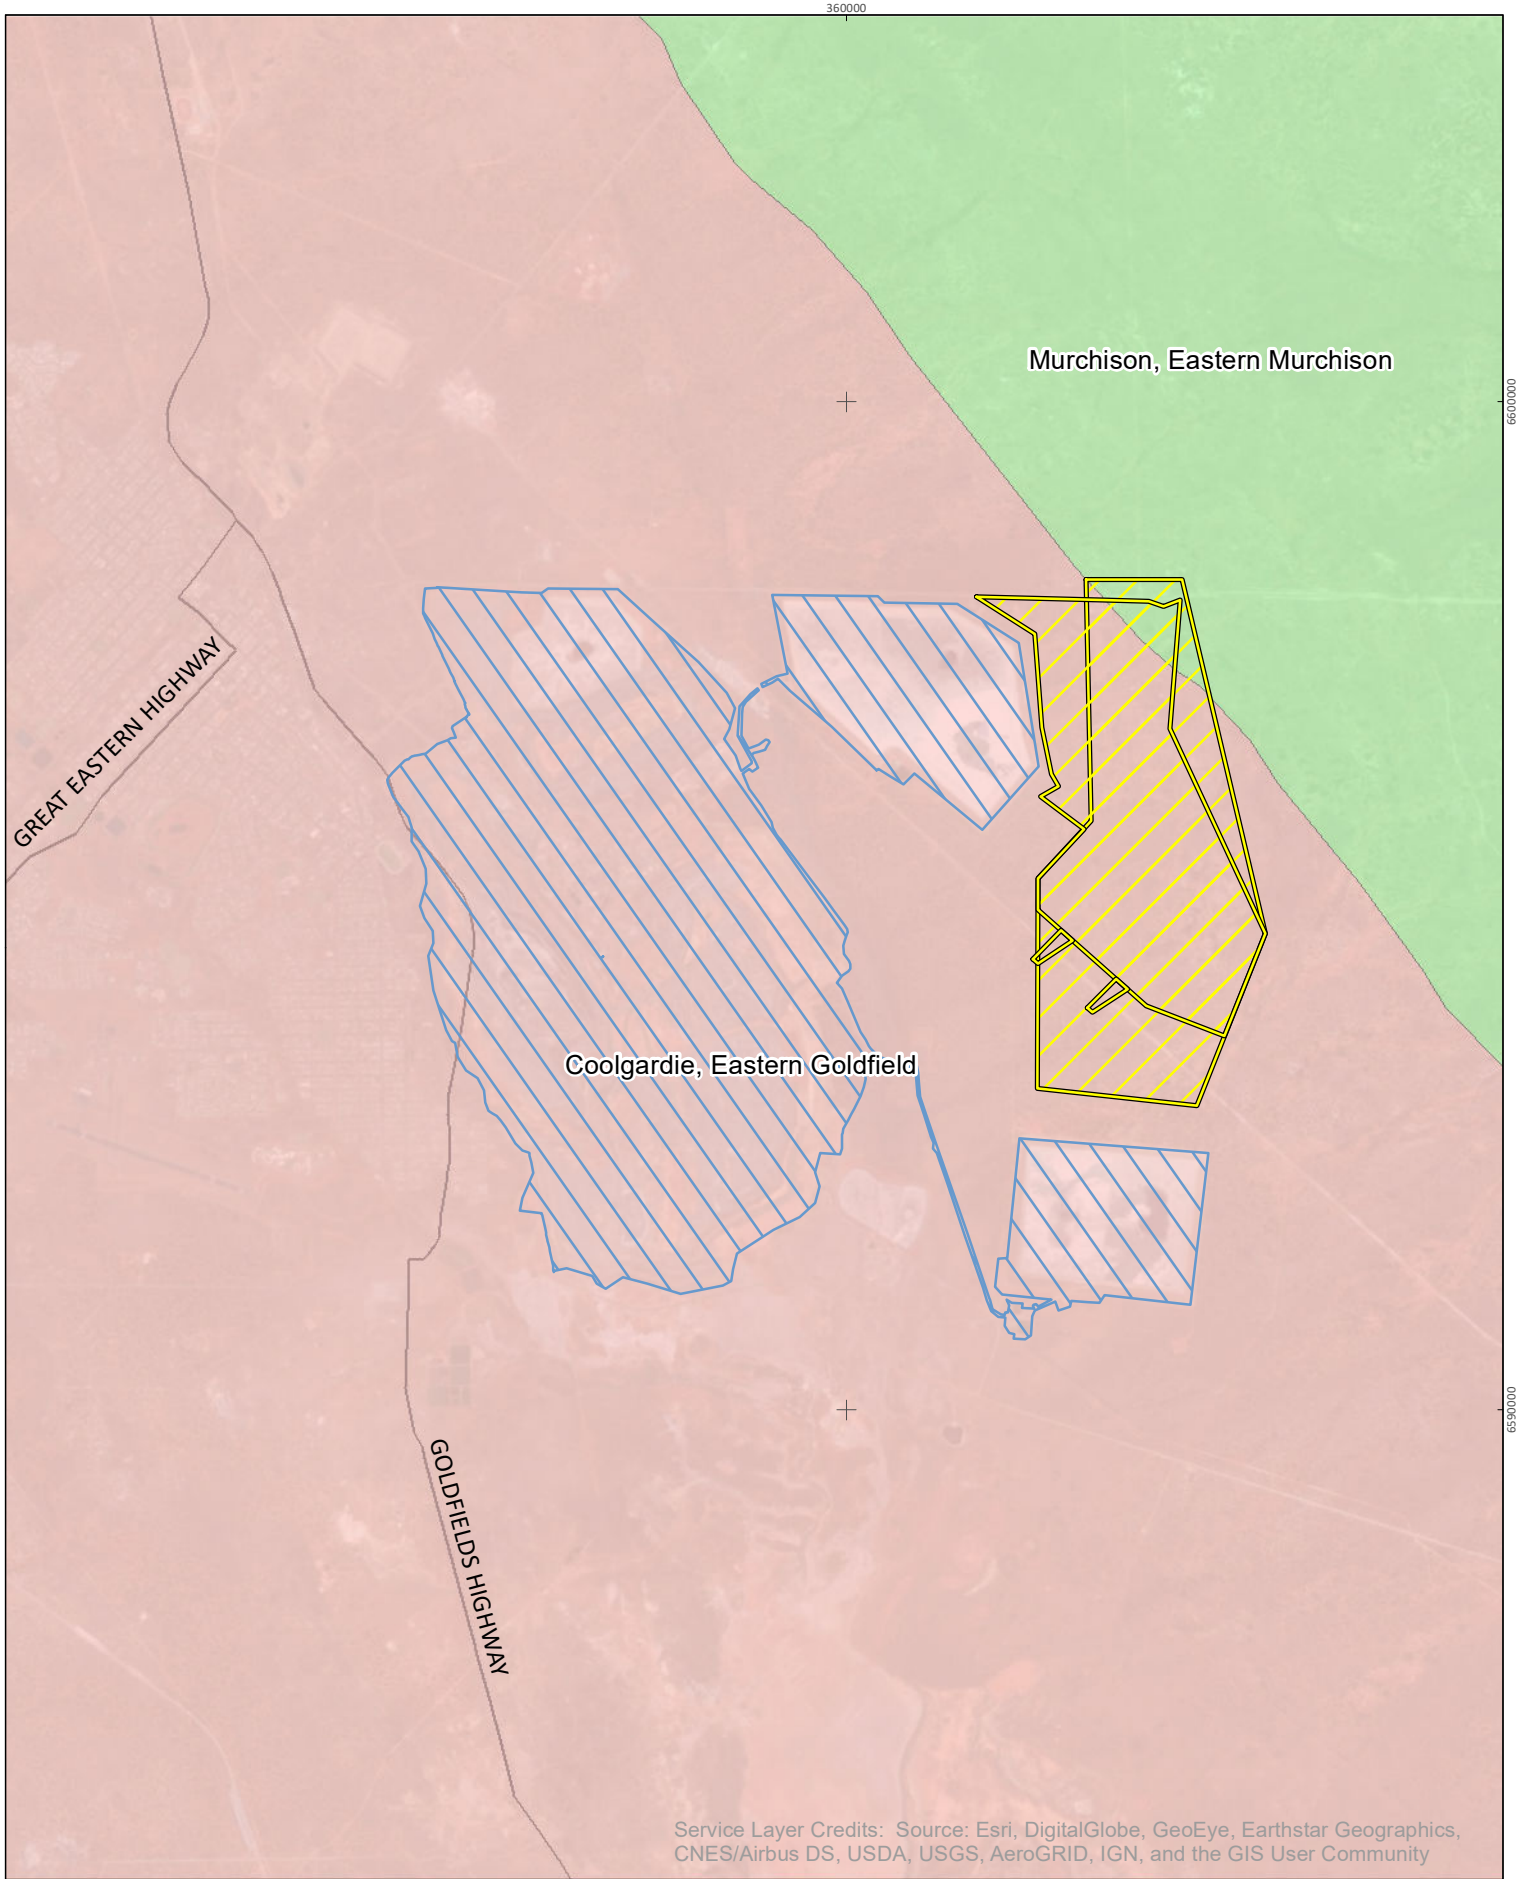 360000
Murchison, Eastern Murchison
6600000
GREAT EASTERN HIGHWAY
Coolgardie, Eastern Goldfield
6590000
GOLDFIELDS HIGHWAY
Service Layer Credits: Source: Esri, DigitalGlobe, GeoEye, Earthstar Geographics,
CNES/Airbus DS, USDA, USGS, AeroGRID, IGN, and the GIS User Community